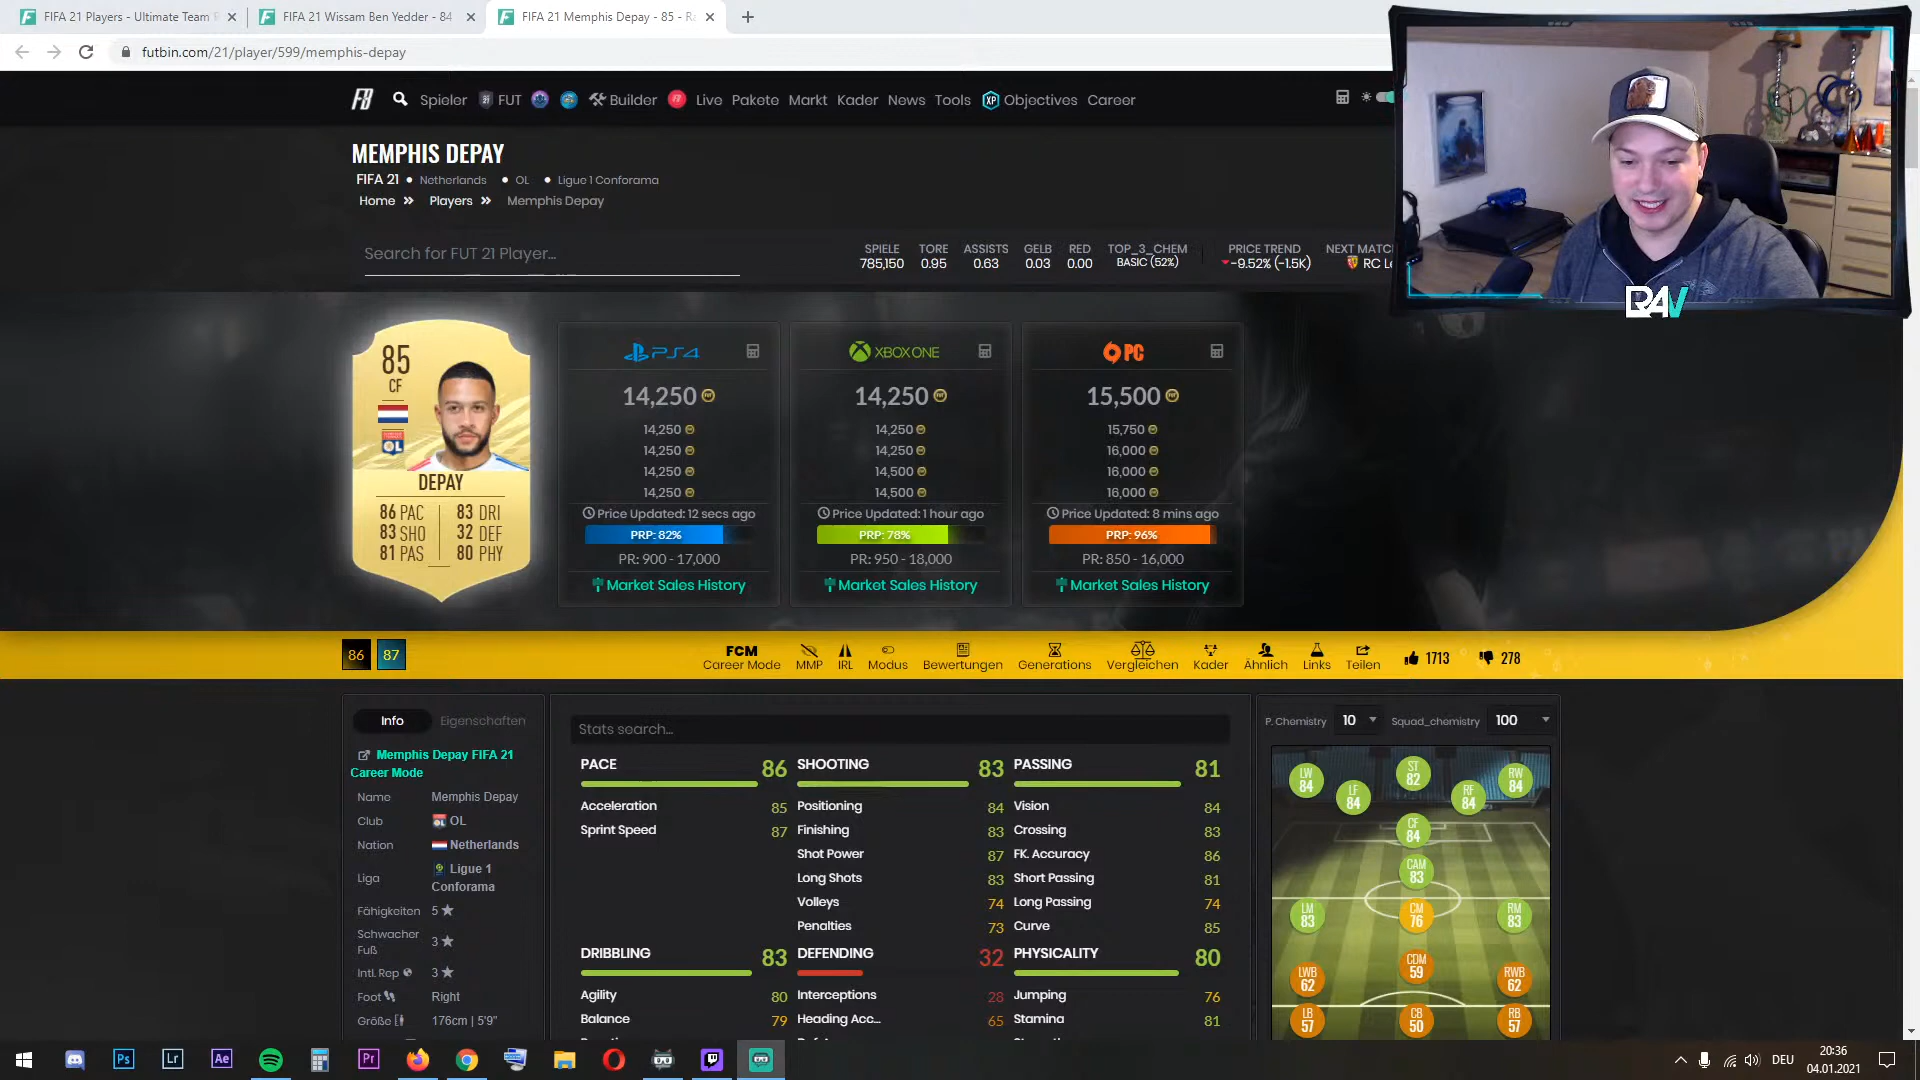 FIFA 21 Players - Ultimate Team
FIFA 21 Wissam Ben Yedder - 84
FIFA 21 Memphis Depay - 85 - Ra
futbin.com/21/player/599/memphis-depay
Spieler FUT Builder Live Pakete Markt Kader News Tools XP Objectives Career
MEMPHIS DEPAY
FIFA 21 • Netherlands • OL • Ligue 1 Conforama
Home » Players » Memphis Depay
Search for FUT 21 Player...
SPIELE TORE ASSISTS GELB RED TOP_3_CHEM PRICE TREND
785,150 0.95 0.63 0.03 0.00 BASIC (52%) -9.52% (-1.5K)
NEXT MATC
RC Le
RAV
85
CF
OL
DEPAY
86 PAC 83 DRI
83 SHO 32 DEF
81 PAS 80 PHY
PS4
14,250
14,250
14,250
14,250
14,250
Price Updated: 12 secs ago
PRP: 82%
PR: 900 - 17,000
Market Sales History
XBOX ONE
14,250
14,250
14,250
14,500
14,500
Price Updated: 1 hour ago
PRP: 78%
PR: 950 - 18,000
Market Sales History
PC
15,500
15,750
16,000
16,000
16,000
Price Updated: 8 mins ago
PRP: 96%
PR: 850 - 16,000
Market Sales History
86 87
FCM
Career Mode MMP IRL Modus Bewertungen Generations Vergleichen Kader Ähnlich Links Teilen 1713 278
Info Eigenschaften
Memphis Depay FIFA 21
Career Mode
Name Memphis Depay
Club OL
Nation Netherlands
Liga Ligue 1
Conforama
Fähigkeiten 5
Schwacher
Fuß 3
Intl. Rep 3
Foot Right
Größe 176cm | 5'9"
Stats search...
PACE 86
Acceleration 85
Sprint Speed 87
SHOOTING 83
Positioning 84
Finishing 83
Shot Power 87
Long Shots 83
Volleys 74
Penalties 73
PASSING 81
Vision 84
Crossing 83
FK. Accuracy 86
Short Passing 81
Long Passing 74
Curve 85
DRIBBLING 83
Agility 80
Balance 79
DEFENDING 32
Interceptions 28
Heading Acc... 65
PHYSICALITY 80
Jumping 76
Stamina 81
P. Chemistry 10 Squad_chemistry 100
LW
84
LF
84
ST
82
RF
84
RW
84
CF
84
CAM
83
LM
83
CM
76
RM
83
LWB
62
CDM
59
RWB
62
LB
57
CB
50
RB
57
Ps Lr Ae Pr
DEU
20:36
04.01.2021